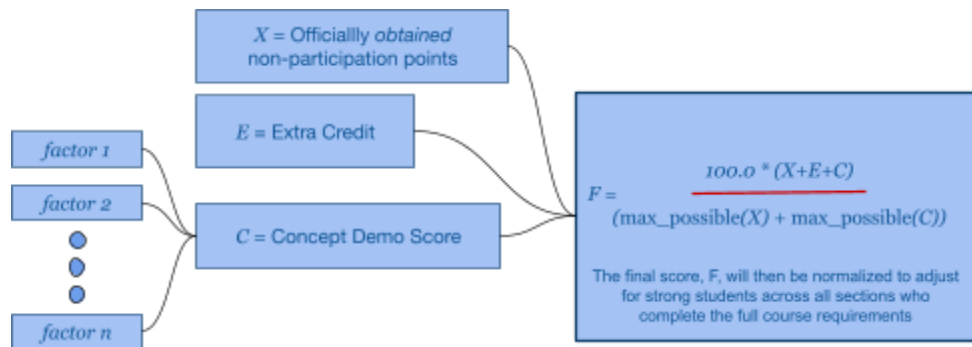 X = Officiallly obtained
non-participation points
E = Extra Credit
factor 1
factor 2
C = Concept Demo Score
factor n
100.0 * (X+E+C)
F =
(max_possible(X) + max_possible(C))
The final score, F, will then be normalized to adjust
for strong students across all sections who
complete the full course requirements